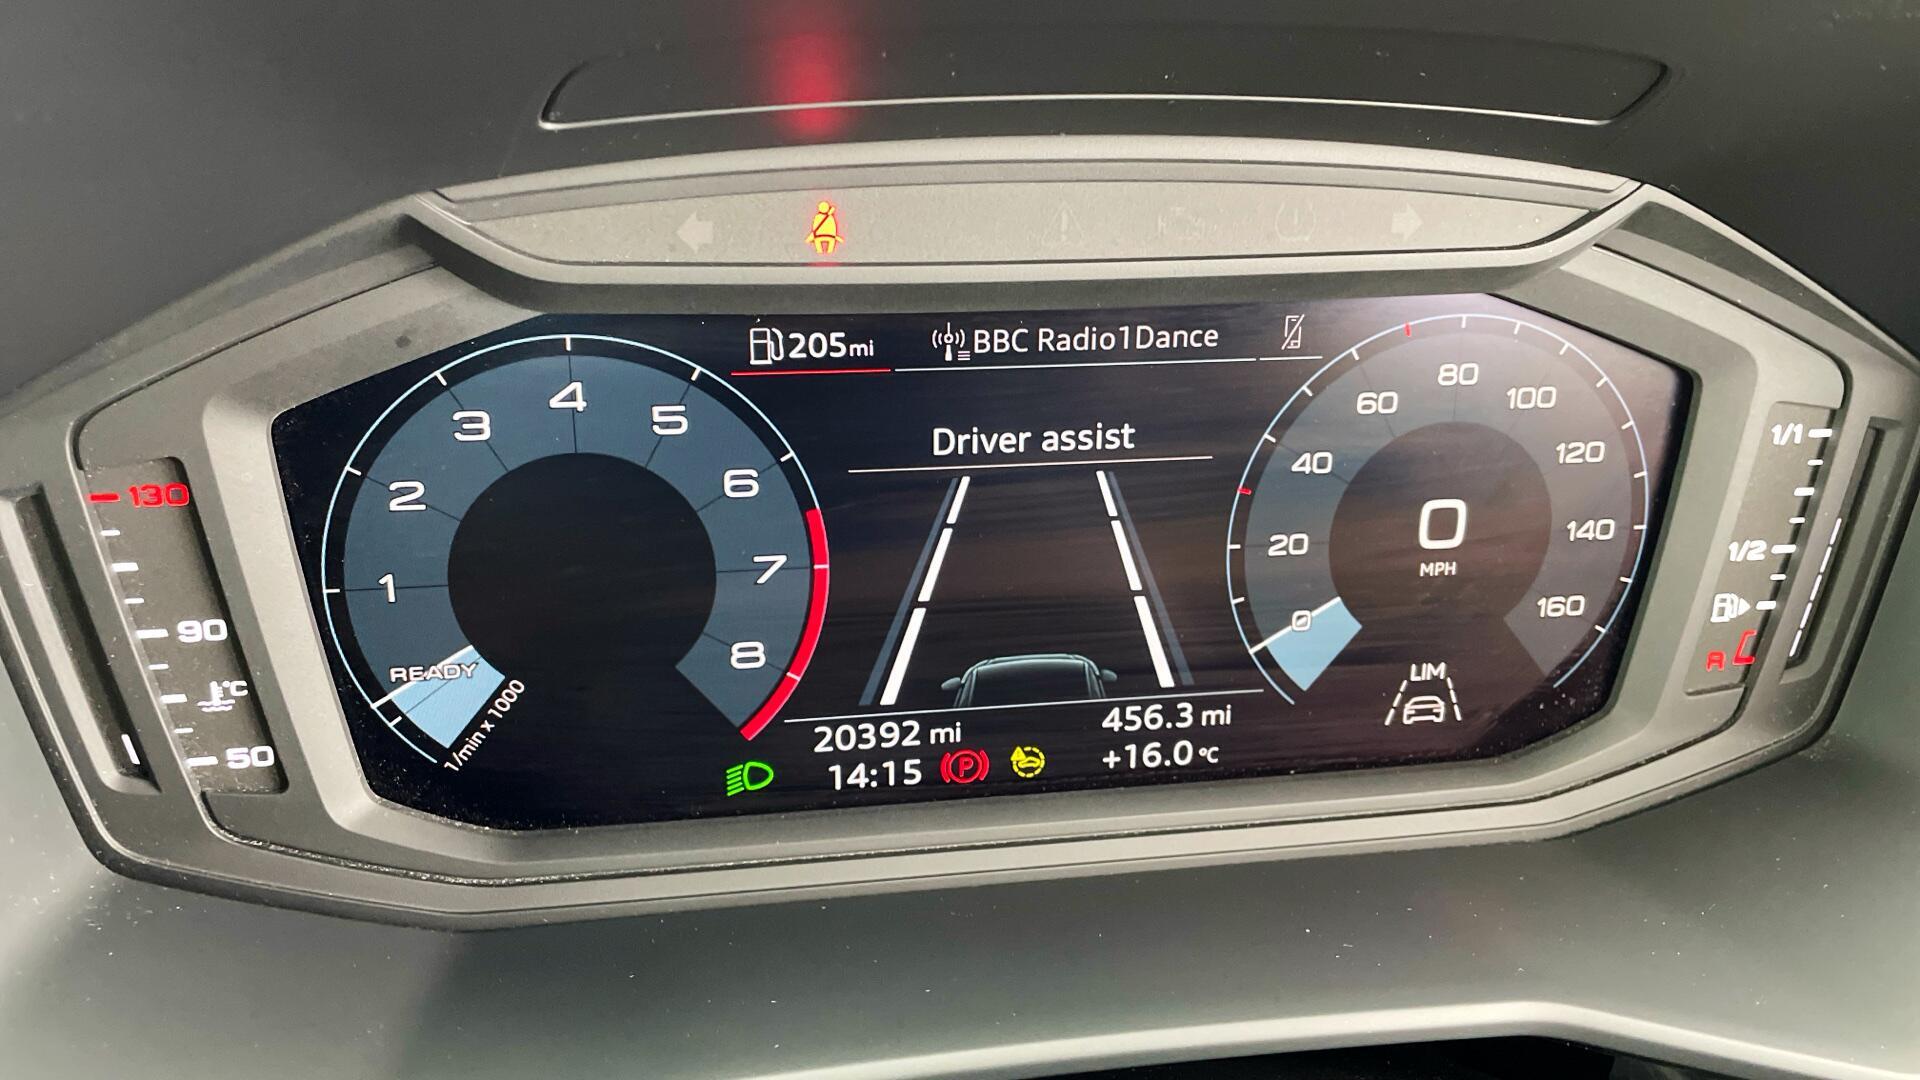 205mi
BBC Radio1Dance
Driver assist
1
2
3
4
5
6
7
8
READY
1/min x 1000
0
20
40
60
80
100
120
140
160
0
MPH
LIM
20392 mi
456.3 mi
14:15
P
+16.0°C
130
90
°C
50
1/1
1/2
R